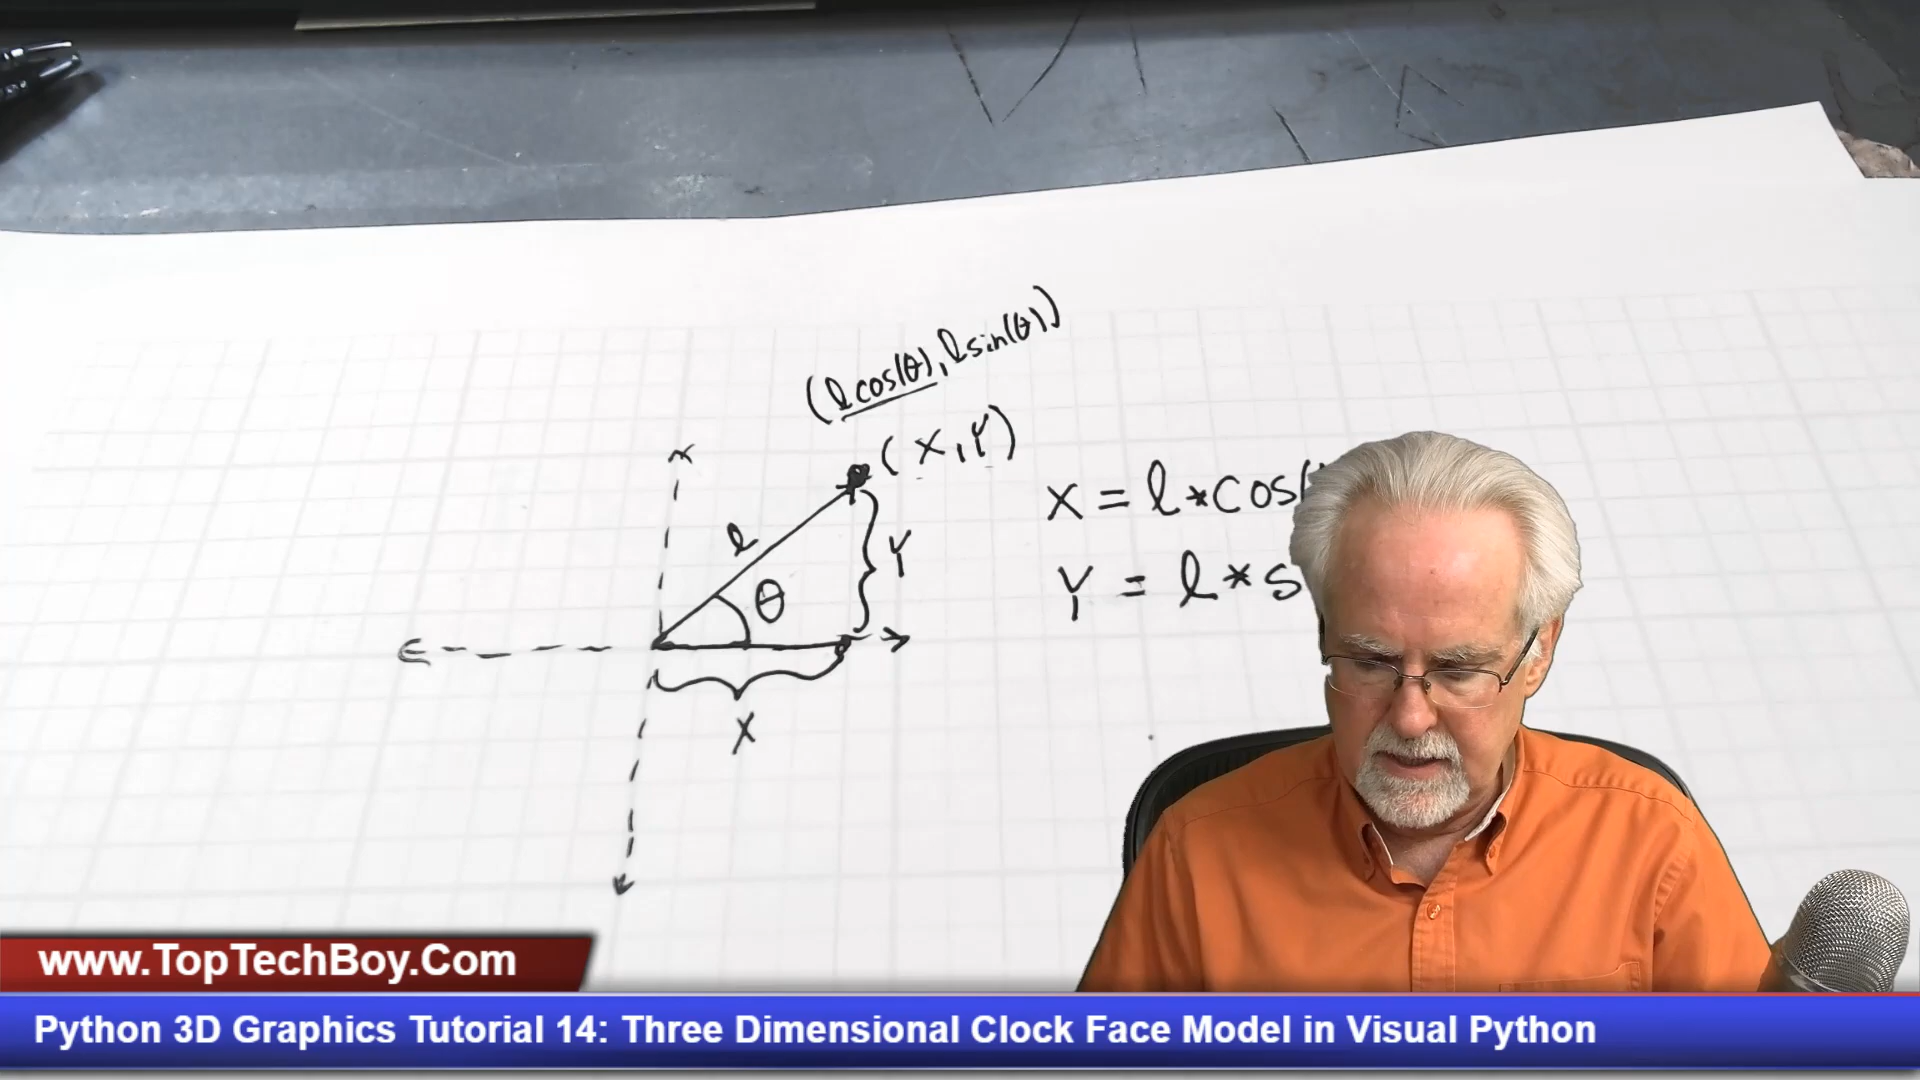 (l cos(θ), l sin(θ))
(X,Y)
X = l*cos(
l
Y
θ
Y = l*s
X
www.TopTechBoy.Com
Python 3D Graphics Tutorial 14: Three Dimensional Clock Face Model in Visual Python